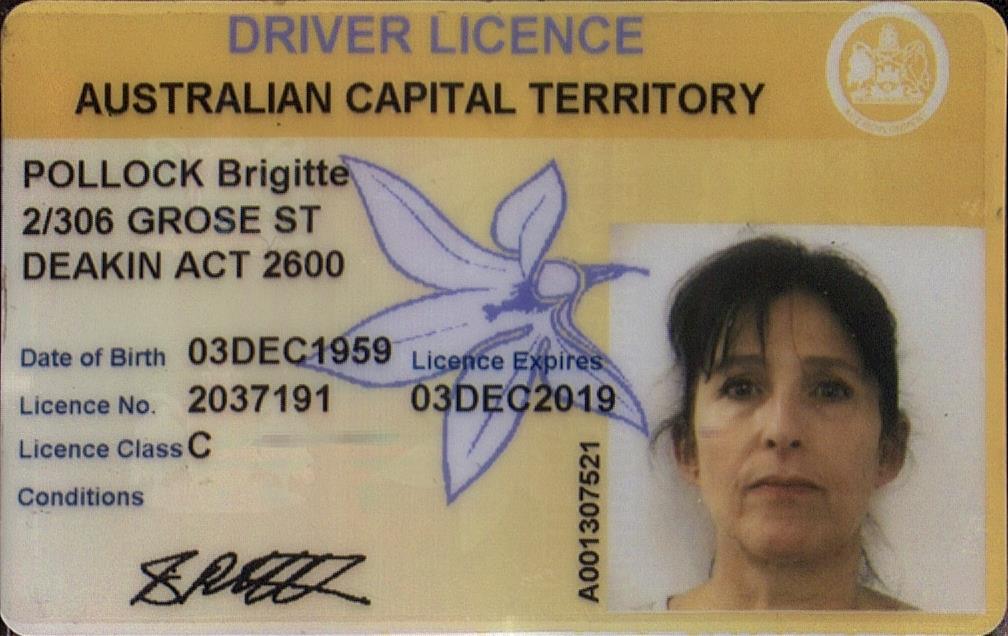 DRIVER LICENCE
AUSTRALIAN CAPITAL TERRITORY
POLLOCK Brigitte
2/306 GROSE ST
DEAKIN ACT 2600
Date of Birth 03DEC1959 Licence Expires
Licence No. 2037191 03DEC2019
Licence Class C
Conditions
A001307521